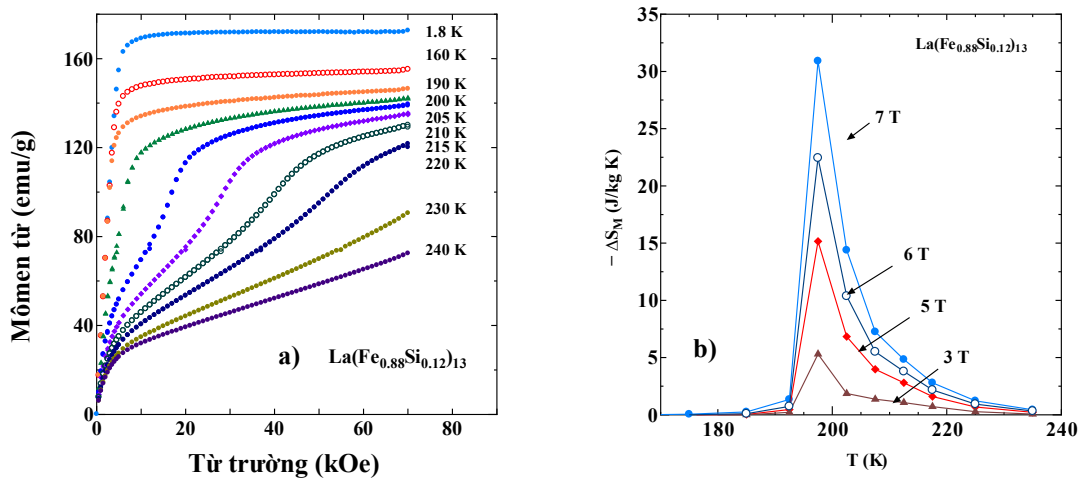 Mômen từ (emu/g)
160
120
80
40
0
0
20
40
60
80
Từ trường (kOe)
1.8 K
160 K
190 K
200 K
205 K
210 K
215 K
220 K
230 K
240 K
a)
La(Fe0.88Si0.12)13
− ΔSM (J/kg K)
35
30
25
20
15
10
5
0
180
200
220
240
T (K)
La(Fe0.88Si0.12)13
7 T
6 T
5 T
3 T
b)